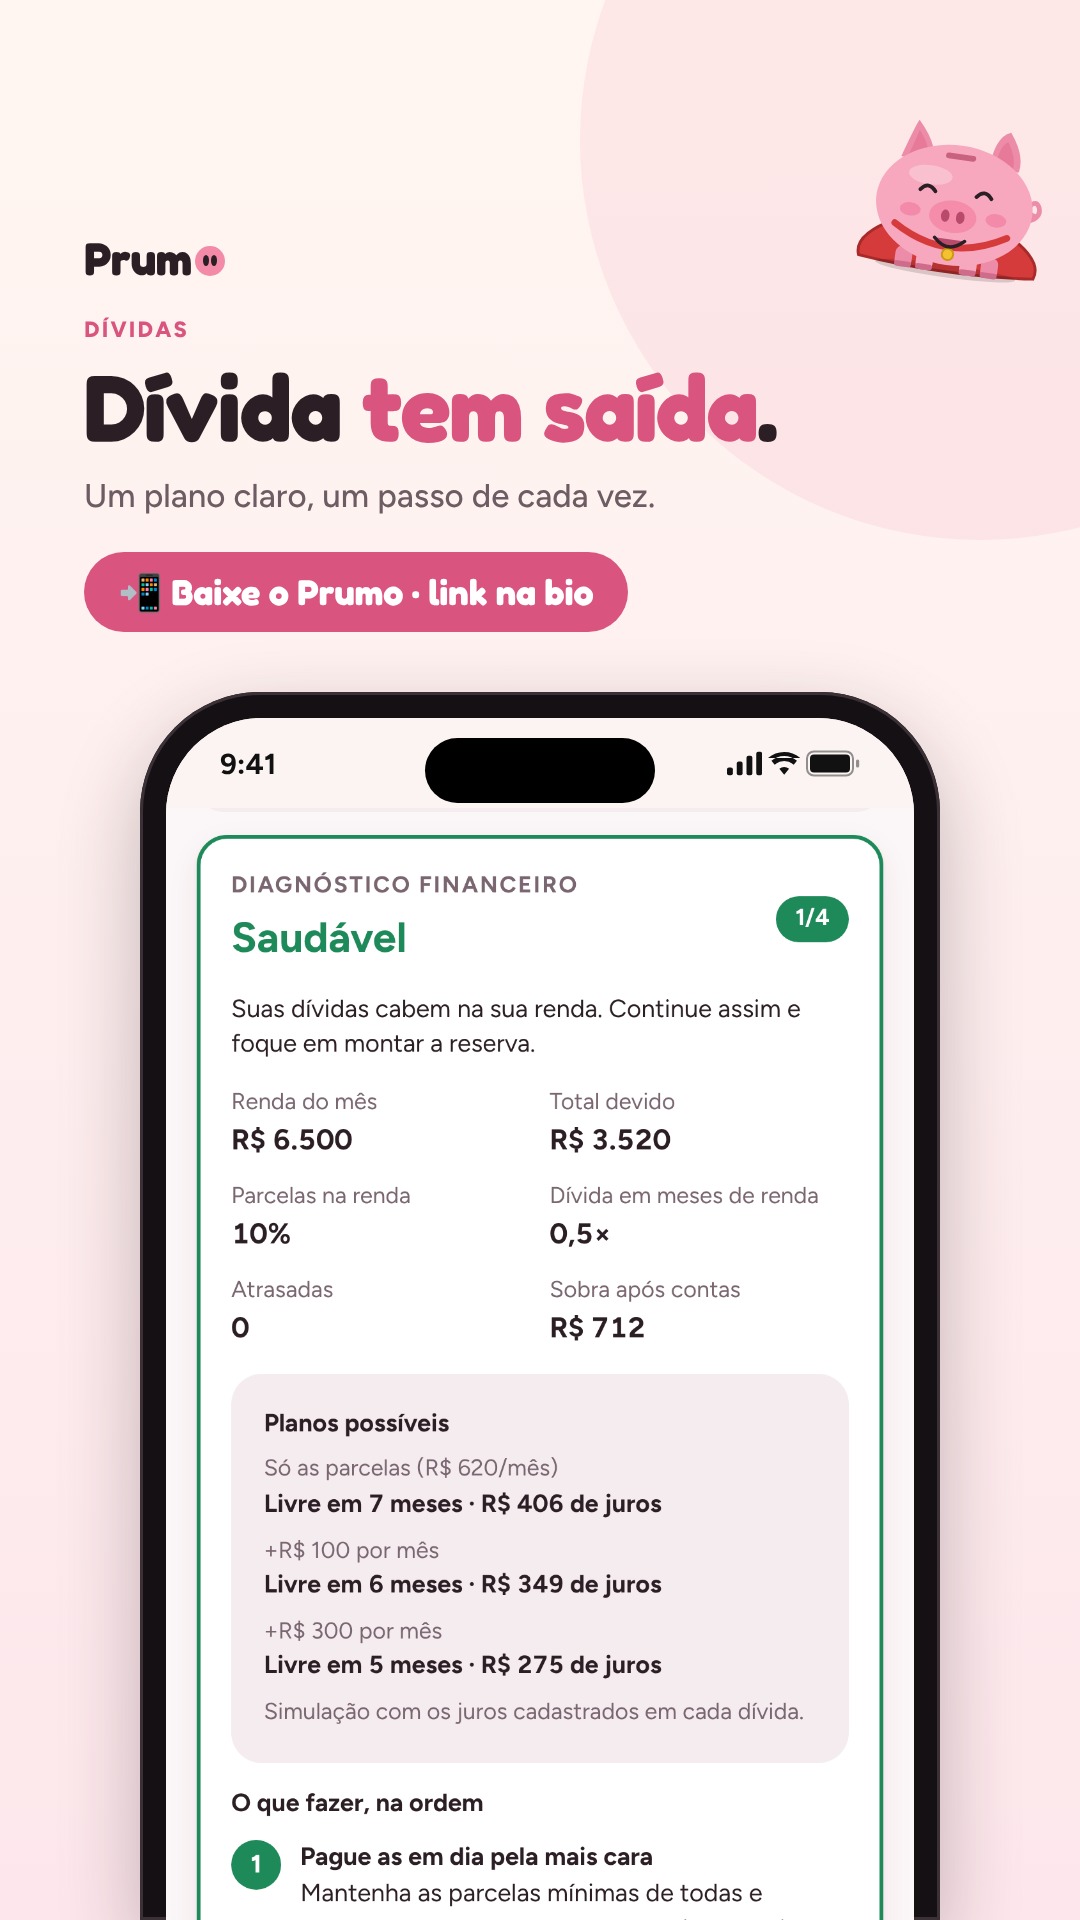 Prumo
DÍVIDAS
Dívida tem saída.
Um plano claro, um passo de cada vez.
📲 Baixe o Prumo · link na bio
9:41
DIAGNÓSTICO FINANCEIRO
Saudável
1/4
Suas dívidas cabem na sua renda. Continue assim e
foque em montar a reserva.
Renda do mês
R$ 6.500
Total devido
R$ 3.520
Parcelas na renda
10%
Dívida em meses de renda
0,5×
Atrasadas
0
Sobra após contas
R$ 712
Planos possíveis
Só as parcelas (R$ 620/mês)
Livre em 7 meses · R$ 406 de juros
+R$ 100 por mês
Livre em 6 meses · R$ 349 de juros
+R$ 300 por mês
Livre em 5 meses · R$ 275 de juros
Simulação com os juros cadastrados em cada dívida.
O que fazer, na ordem
1
Pague as em dia pela mais cara
Mantenha as parcelas mínimas de todas e